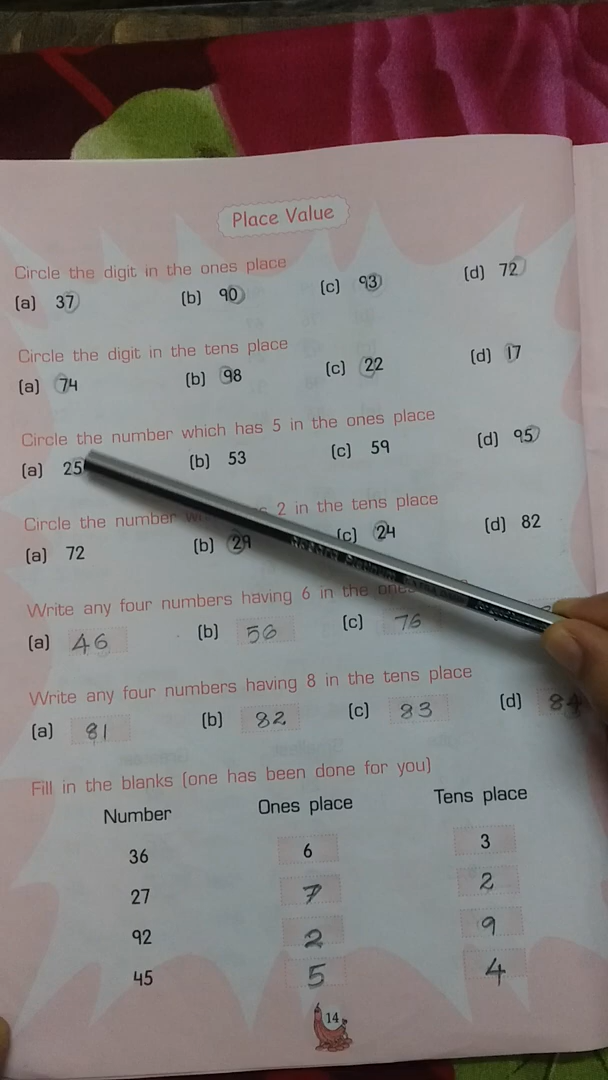 Place Value
Circle the digit in the ones place
(a) 37 (b) 90 (c) 93 (d) 72
Circle the digit in the tens place
(a) 74 (b) 98 (c) 22 (d) 17
Circle the number which has 5 in the ones place
(a) 25 (b) 53 (c) 59 (d) 95
Circle the number 2 in the tens place
(a) 72 (b) 29 (c) 24 (d) 82
Write any four numbers having 6 in the ones
(a) 46 (b) 56 (c) 76
Write any four numbers having 8 in the tens place
(a) 81 (b) 82 (c) 83 (d) 84
Fill in the blanks (one has been done for you)
Number Ones place Tens place
36 6 3
27 7 2
92 2 9
45 5 4
14